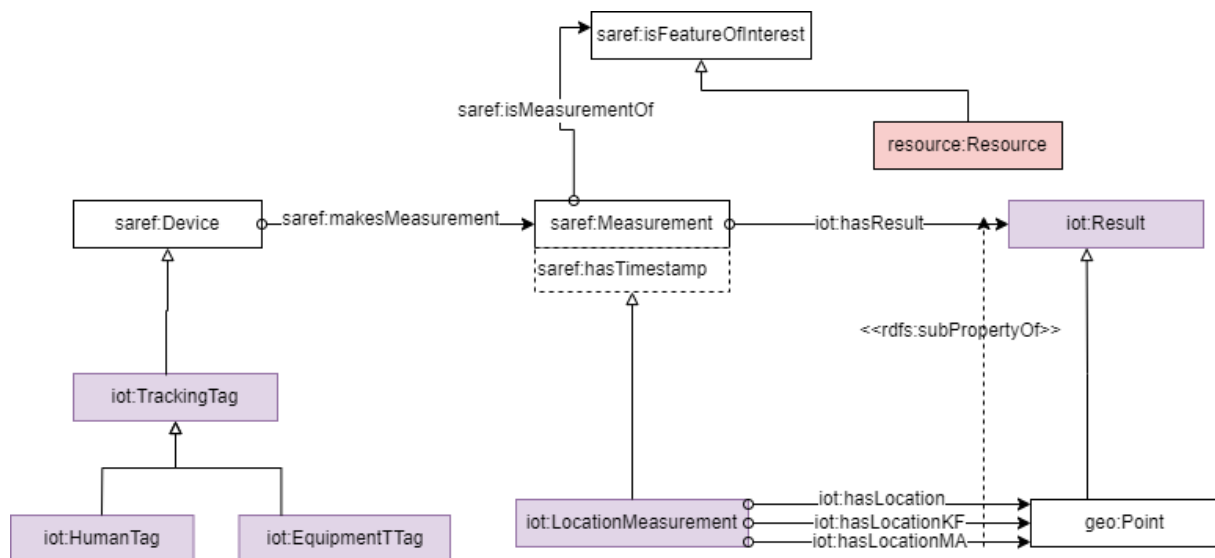 saref:isFeatureOfInterest
saref:isMeasurementOf
resource:Resource
saref:Device
saref:makesMeasurement
saref:Measurement
iot:hasResult
iot:Result
saref:hasTimestamp
<<rdfs:subPropertyOf>>
iot:TrackingTag
iot:hasLocation
iot:LocationMeasurement
iot:hasLocationKF
geo:Point
iot:hasLocationMA
iot:HumanTag
iot:EquipmentTTag